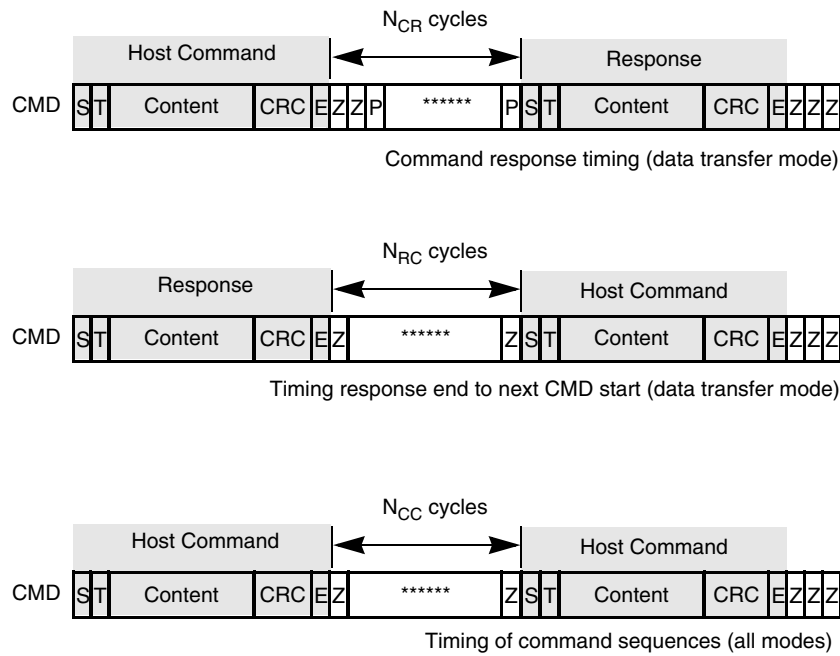 N_CR cycles
Host Command Response
CMD S T Content CRC E Z Z P ****** P S T Content CRC E Z Z Z
Command response timing (data transfer mode)
N_RC cycles
Response Host Command
CMD S T Content CRC E Z ****** Z S T Content CRC E Z Z Z
Timing response end to next CMD start (data transfer mode)
N_CC cycles
Host Command Host Command
CMD S T Content CRC E Z ****** Z S T Content CRC E Z Z Z
Timing of command sequences (all modes)